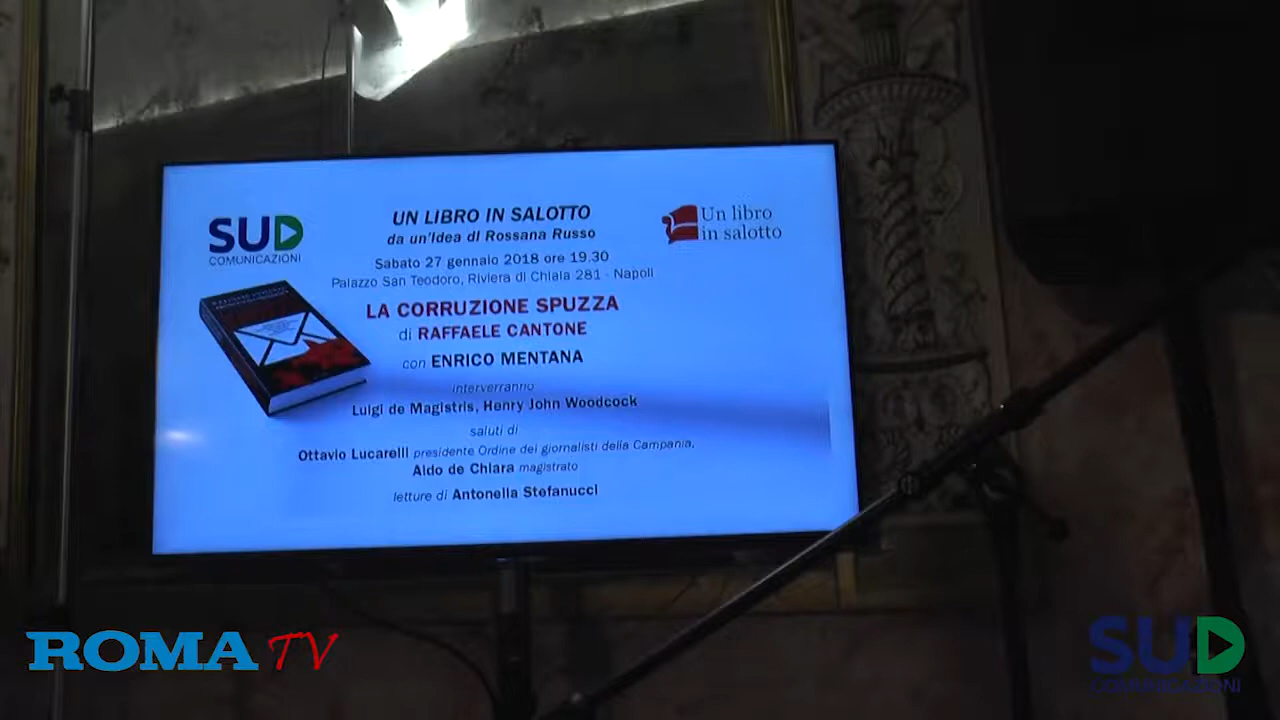 SUD
COMUNICAZIONI
UN LIBRO IN SALOTTO
da un'idea di Rossana Russo
Un libro
in salotto
Sabato 27 gennaio 2018 ore 19.30
Palazzo San Teodoro, Riviera di Chiaia 281 - Napoli
LA CORRUZIONE SPUZZA
di RAFFAELE CANTONE
con ENRICO MENTANA
interverranno
Luigi de Magistris, Henry John Woodcock
saluti di
Ottavio Lucarelli presidente Ordine dei giornalisti della Campania,
Aldo de Chiara magistrato
letture di Antonella Stefanucci
ROMA TV
SUD
COMUNICAZIONI